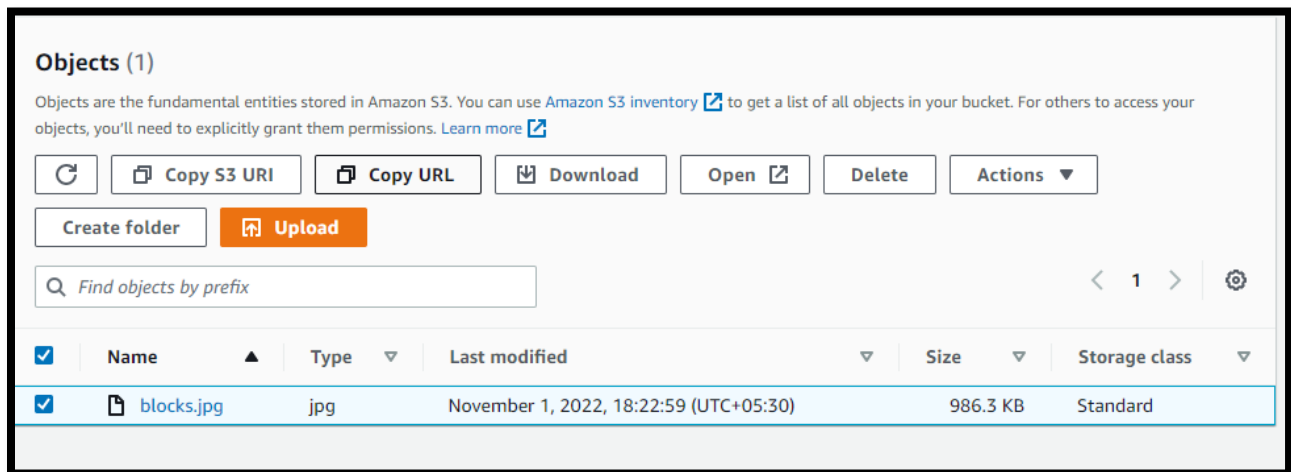 Objects (1)
Objects are the fundamental entities stored in Amazon S3. You can use Amazon S3 inventory to get a list of all objects in your bucket. For others to access your
objects, you'll need to explicitly grant them permissions. Learn more
Copy S3 URI Copy URL Download Open Delete Actions
Create folder Upload
Find objects by prefix 1
Name Type Last modified Size Storage class
blocks.jpg jpg November 1, 2022, 18:22:59 (UTC+05:30) 986.3 KB Standard